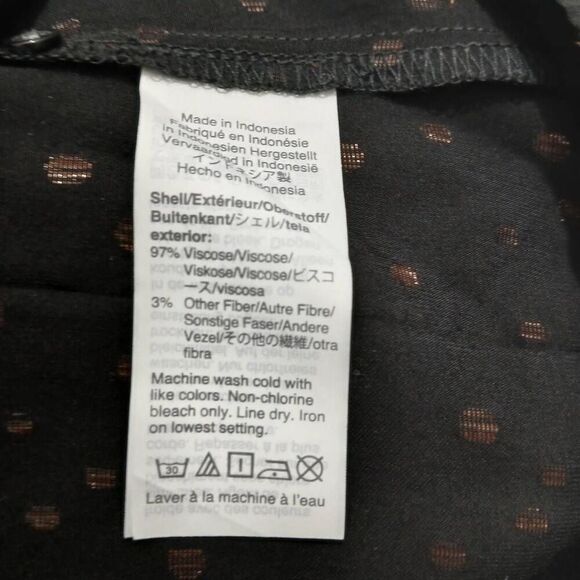 Made in Indonesia
Fabriqué en Indonésie
in Indonesien Hergestellt
Vervaardigd in Indonesië
インドネシア製
Hecho en Indonesia
Shell/Extérieur/Oberstoff/
Buitenkant/シェル/tela
exterior:
97% Viscose/Viscose/
Viskose/Viscose/ビスコ
ース/viscosa
3% Other Fiber/Autre Fibre/
Sonstige Faser/Andere
Vezel/その他の繊維/otra
fibra
Machine wash cold with
like colors. Non-chlorine
bleach only. Line dry. Iron
on lowest setting.
30
Laver à la machine à l'eau